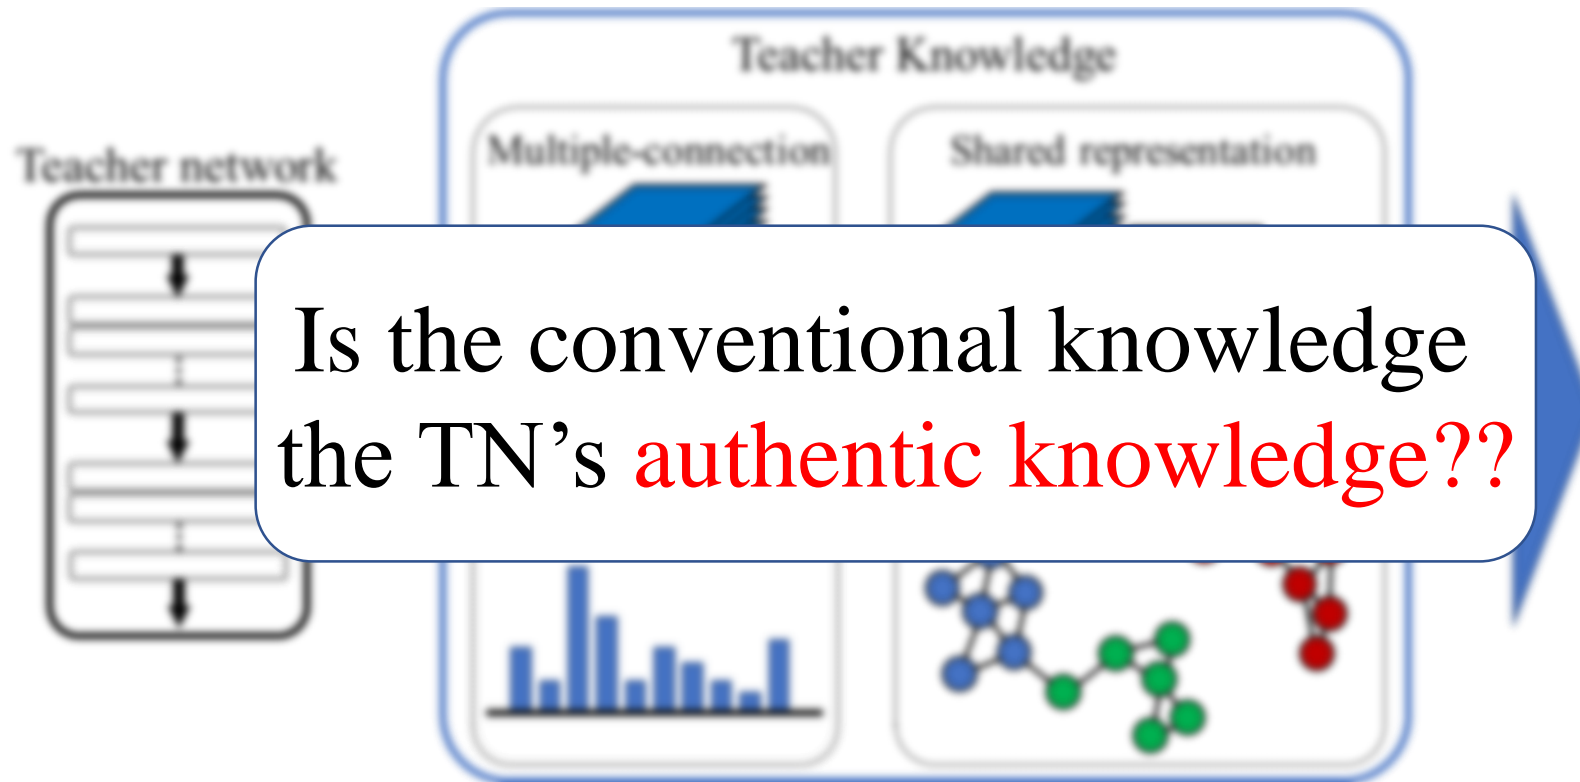 Teacher Knowledge
Multiple-connection
Shared representation
Teacher network
Is the conventional knowledge
the TN’s authentic knowledge??